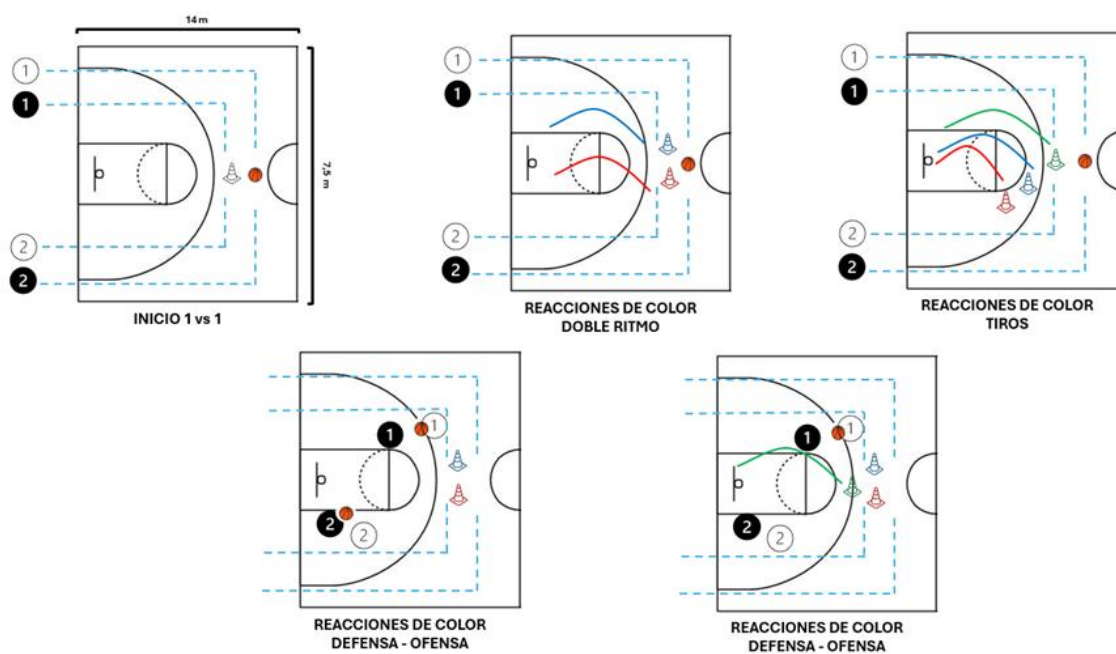 14 m
1
1
2
2
7,5 m
INICIO 1 vs 1
1
1
2
2
REACCIONES DE COLOR
DOBLE RITMO
1
1
2
2
REACCIONES DE COLOR
TIROS
1
1
2
2
REACCIONES DE COLOR
DEFENSA - OFENSA
1
1
2
2
REACCIONES DE COLOR
DEFENSA - OFENSA